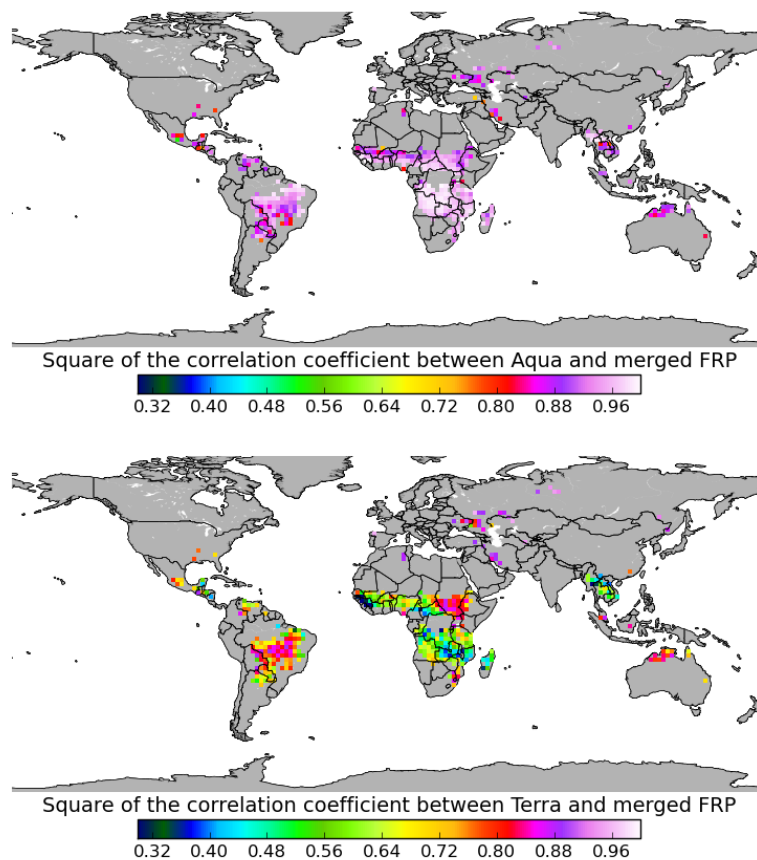 Square of the correlation coefficient between Aqua and merged FRP
0.32 0.40 0.48 0.56 0.64 0.72 0.80 0.88 0.96
Square of the correlation coefficient between Terra and merged FRP
0.32 0.40 0.48 0.56 0.64 0.72 0.80 0.88 0.96